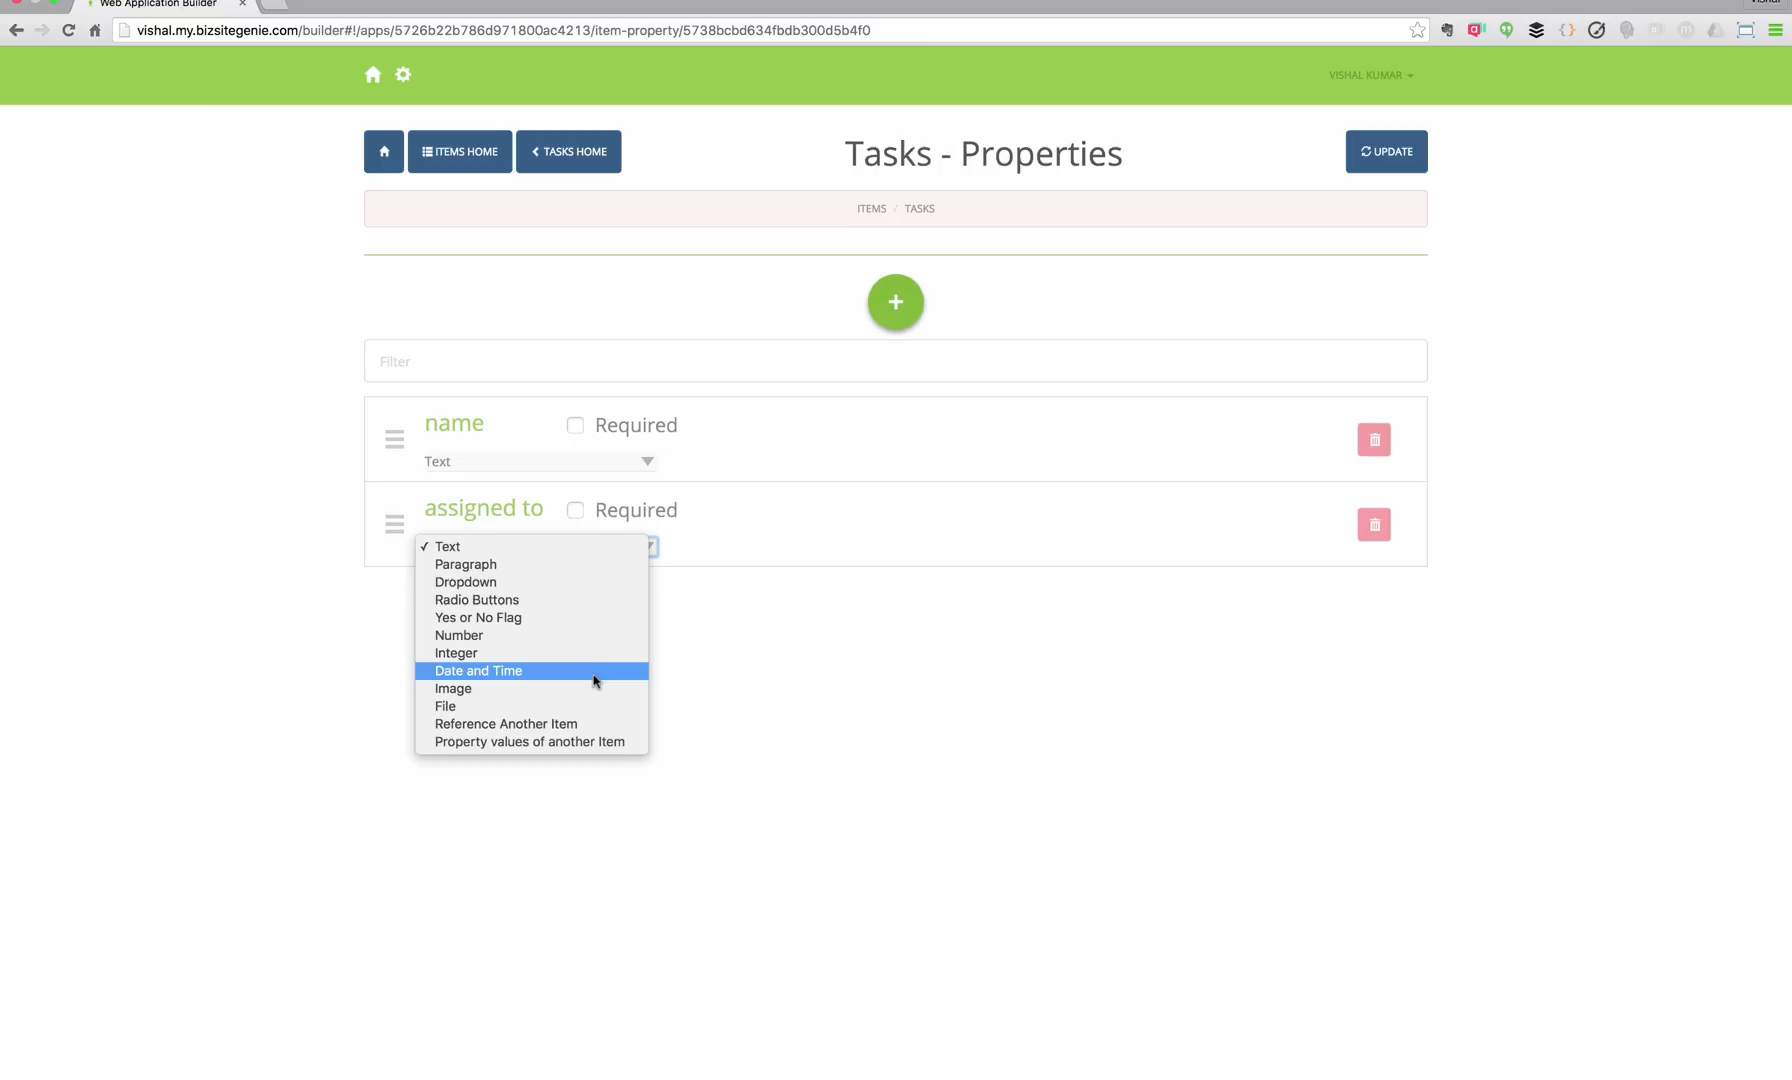 Web Application Builder
vishal.my.bizsitegenie.com/builder#!/apps/5726b22b786d971800ac4213/item-property/5738bcbd634fbdb300d5b4f0
VISHAL KUMAR
ITEMS HOME
TASKS HOME
Tasks - Properties
UPDATE
ITEMS / TASKS
+
Filter
name
Required
Text
assigned to
Required
✓ Text
Paragraph
Dropdown
Radio Buttons
Yes or No Flag
Number
Integer
Date and Time
Image
File
Reference Another Item
Property values of another Item